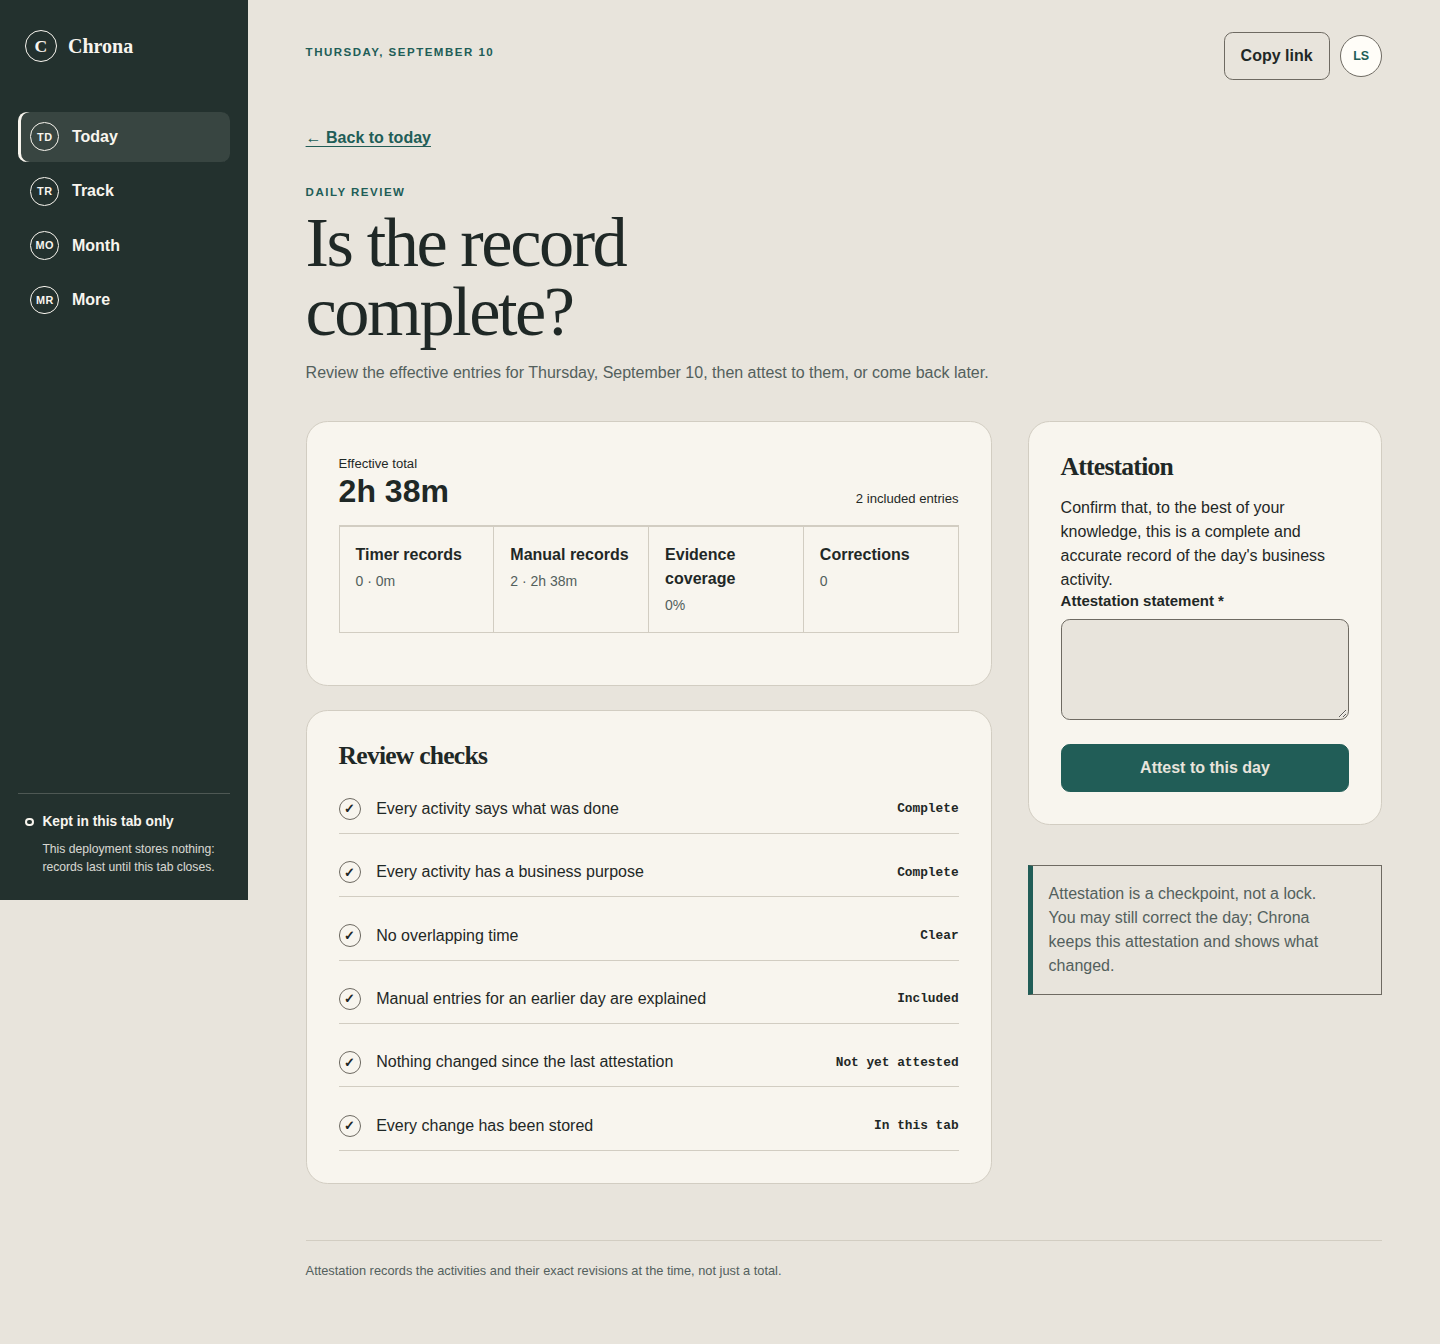 C Chrona
TD Today
TR Track
MO Month
MR More
Kept in this tab only
This deployment stores nothing:
records last until this tab closes.
THURSDAY, SEPTEMBER 10
Copy link
LS
← Back to today
DAILY REVIEW
Is the record
complete?
Review the effective entries for Thursday, September 10, then attest to them, or come back later.
Effective total
2h 38m
2 included entries
Timer records
0 · 0m
Manual records
2 · 2h 38m
Evidence
coverage
0%
Corrections
0
Review checks
✓ Every activity says what was done Complete
✓ Every activity has a business purpose Complete
✓ No overlapping time Clear
✓ Manual entries for an earlier day are explained Included
✓ Nothing changed since the last attestation Not yet attested
✓ Every change has been stored In this tab
Attestation
Confirm that, to the best of your
knowledge, this is a complete and
accurate record of the day's business
activity.
Attestation statement *
Attest to this day
Attestation is a checkpoint, not a lock.
You may still correct the day; Chrona
keeps this attestation and shows what
changed.
Attestation records the activities and their exact revisions at the time, not just a total.